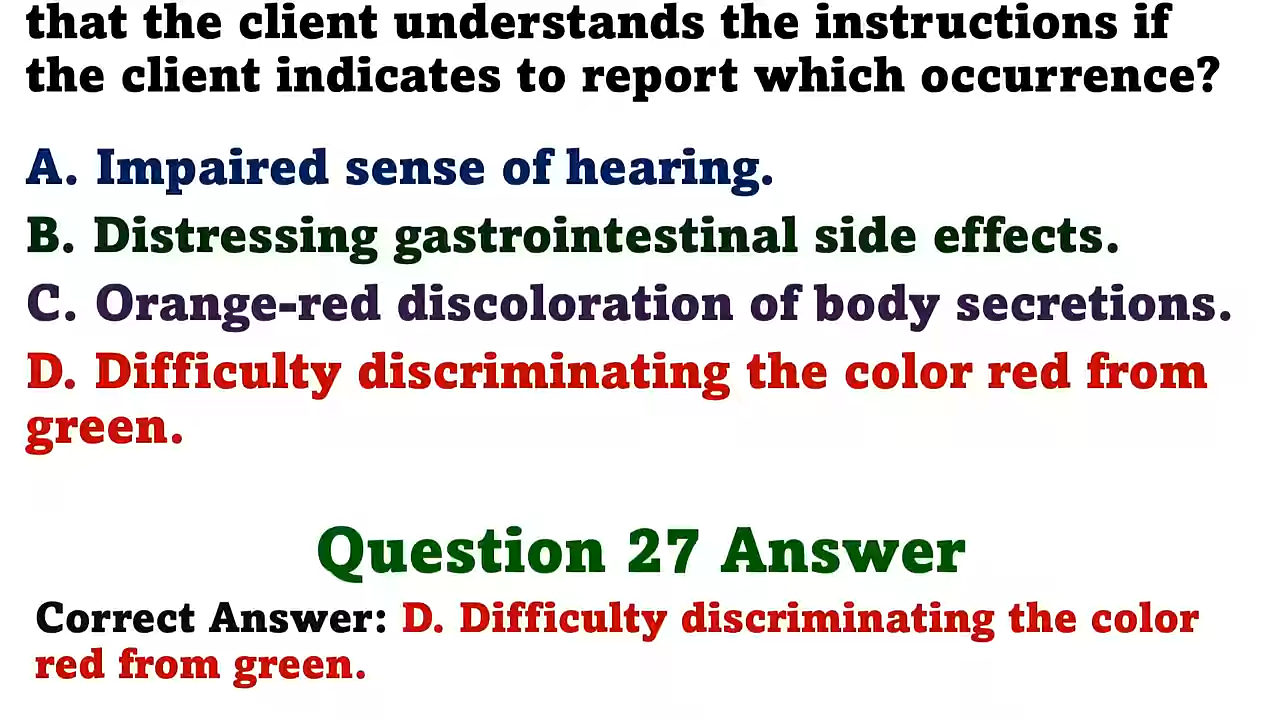 that the client understands the instructions if
the client indicates to report which occurrence?
A. Impaired sense of hearing.
B. Distressing gastrointestinal side effects.
C. Orange-red discoloration of body secretions.
D. Difficulty discriminating the color red from
green.
Question 27 Answer
Correct Answer: D. Difficulty discriminating the color
red from green.